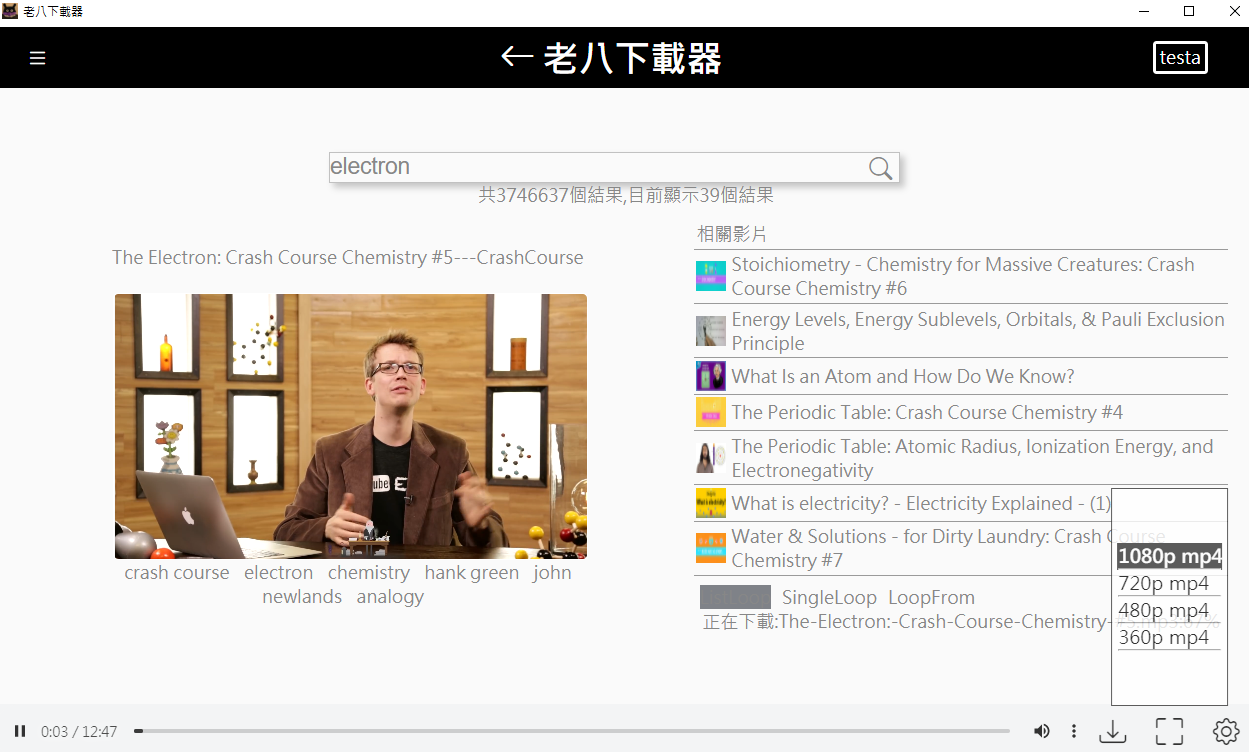 老八下載器
老八下載器
testa
electron
共3746637個結果,目前顯示39個結果
The Electron: Crash Course Chemistry #5---CrashCourse
crash course electron chemistry hank green john
newlands analogy
相關影片
Stoichiometry - Chemistry for Massive Creatures: Crash
Course Chemistry #6
Energy Levels, Energy Sublevels, Orbitals, & Pauli Exclusion
Principle
What Is an Atom and How Do We Know?
The Periodic Table: Crash Course Chemistry #4
The Periodic Table: Atomic Radius, Ionization Energy, and
Electronegativity
What is electricity? - Electricity Explained - (1)
Water & Solutions - for Dirty Laundry: Crash Course
Chemistry #7
SingleLoop LoopFrom
正在下載:The-Electron:-Crash-Course-Chemistry-#5.mp3:87%
1080p mp4
720p mp4
480p mp4
360p mp4
0:03 / 12:47